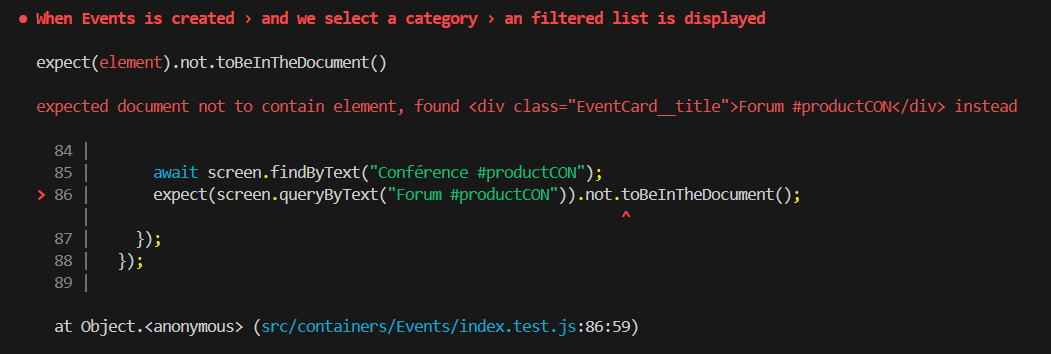 ● When Events is created › and we select a category › an filtered list is displayed
expect(element).not.toBeInTheDocument()
expected document not to contain element, found <div class="EventCard__title">Forum #productCON</div> instead
84 |
85 |       await screen.findByText("Conférence #productCON");
> 86 |       expect(screen.queryByText("Forum #productCON")).not.toBeInTheDocument();
|                                                           ^
87 |     });
88 |   });
89 |
at Object.<anonymous> (src/containers/Events/index.test.js:86:59)